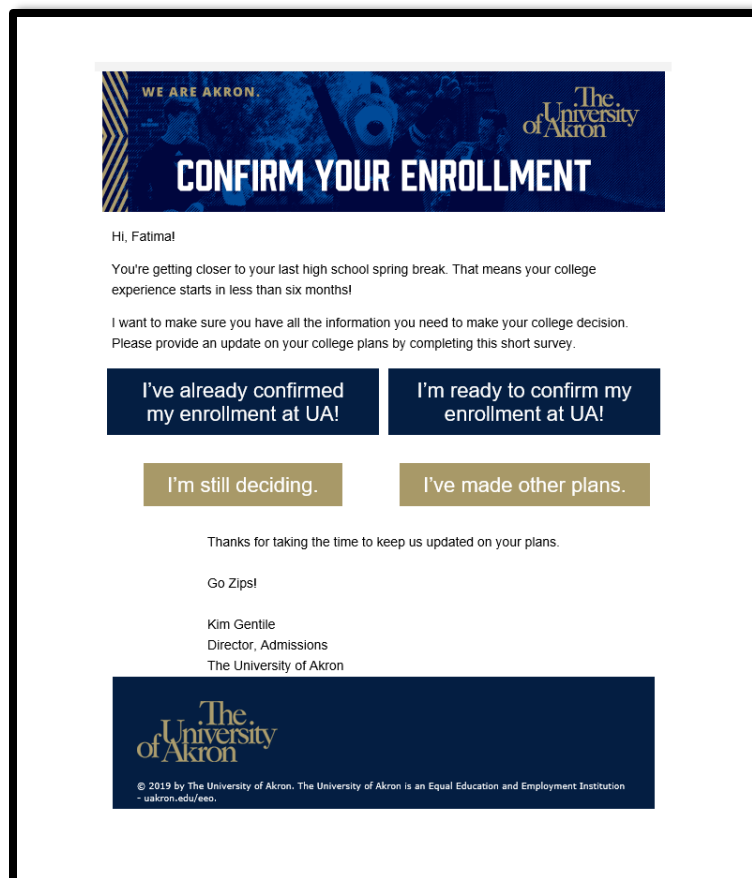 WE ARE AKRON.
The
University
of Akron
CONFIRM YOUR ENROLLMENT
Hi, Fatima!
You're getting closer to your last high school spring break. That means your college
experience starts in less than six months!
I want to make sure you have all the information you need to make your college decision.
Please provide an update on your college plans by completing this short survey.
I've already confirmed
my enrollment at UA!
I'm ready to confirm my
enrollment at UA!
I'm still deciding.
I've made other plans.
Thanks for taking the time to keep us updated on your plans.
Go Zips!
Kim Gentile
Director, Admissions
The University of Akron
The
University
of Akron
© 2019 by The University of Akron. The University of Akron is an Equal Education and Employment Institution
- uakron.edu/eeo.